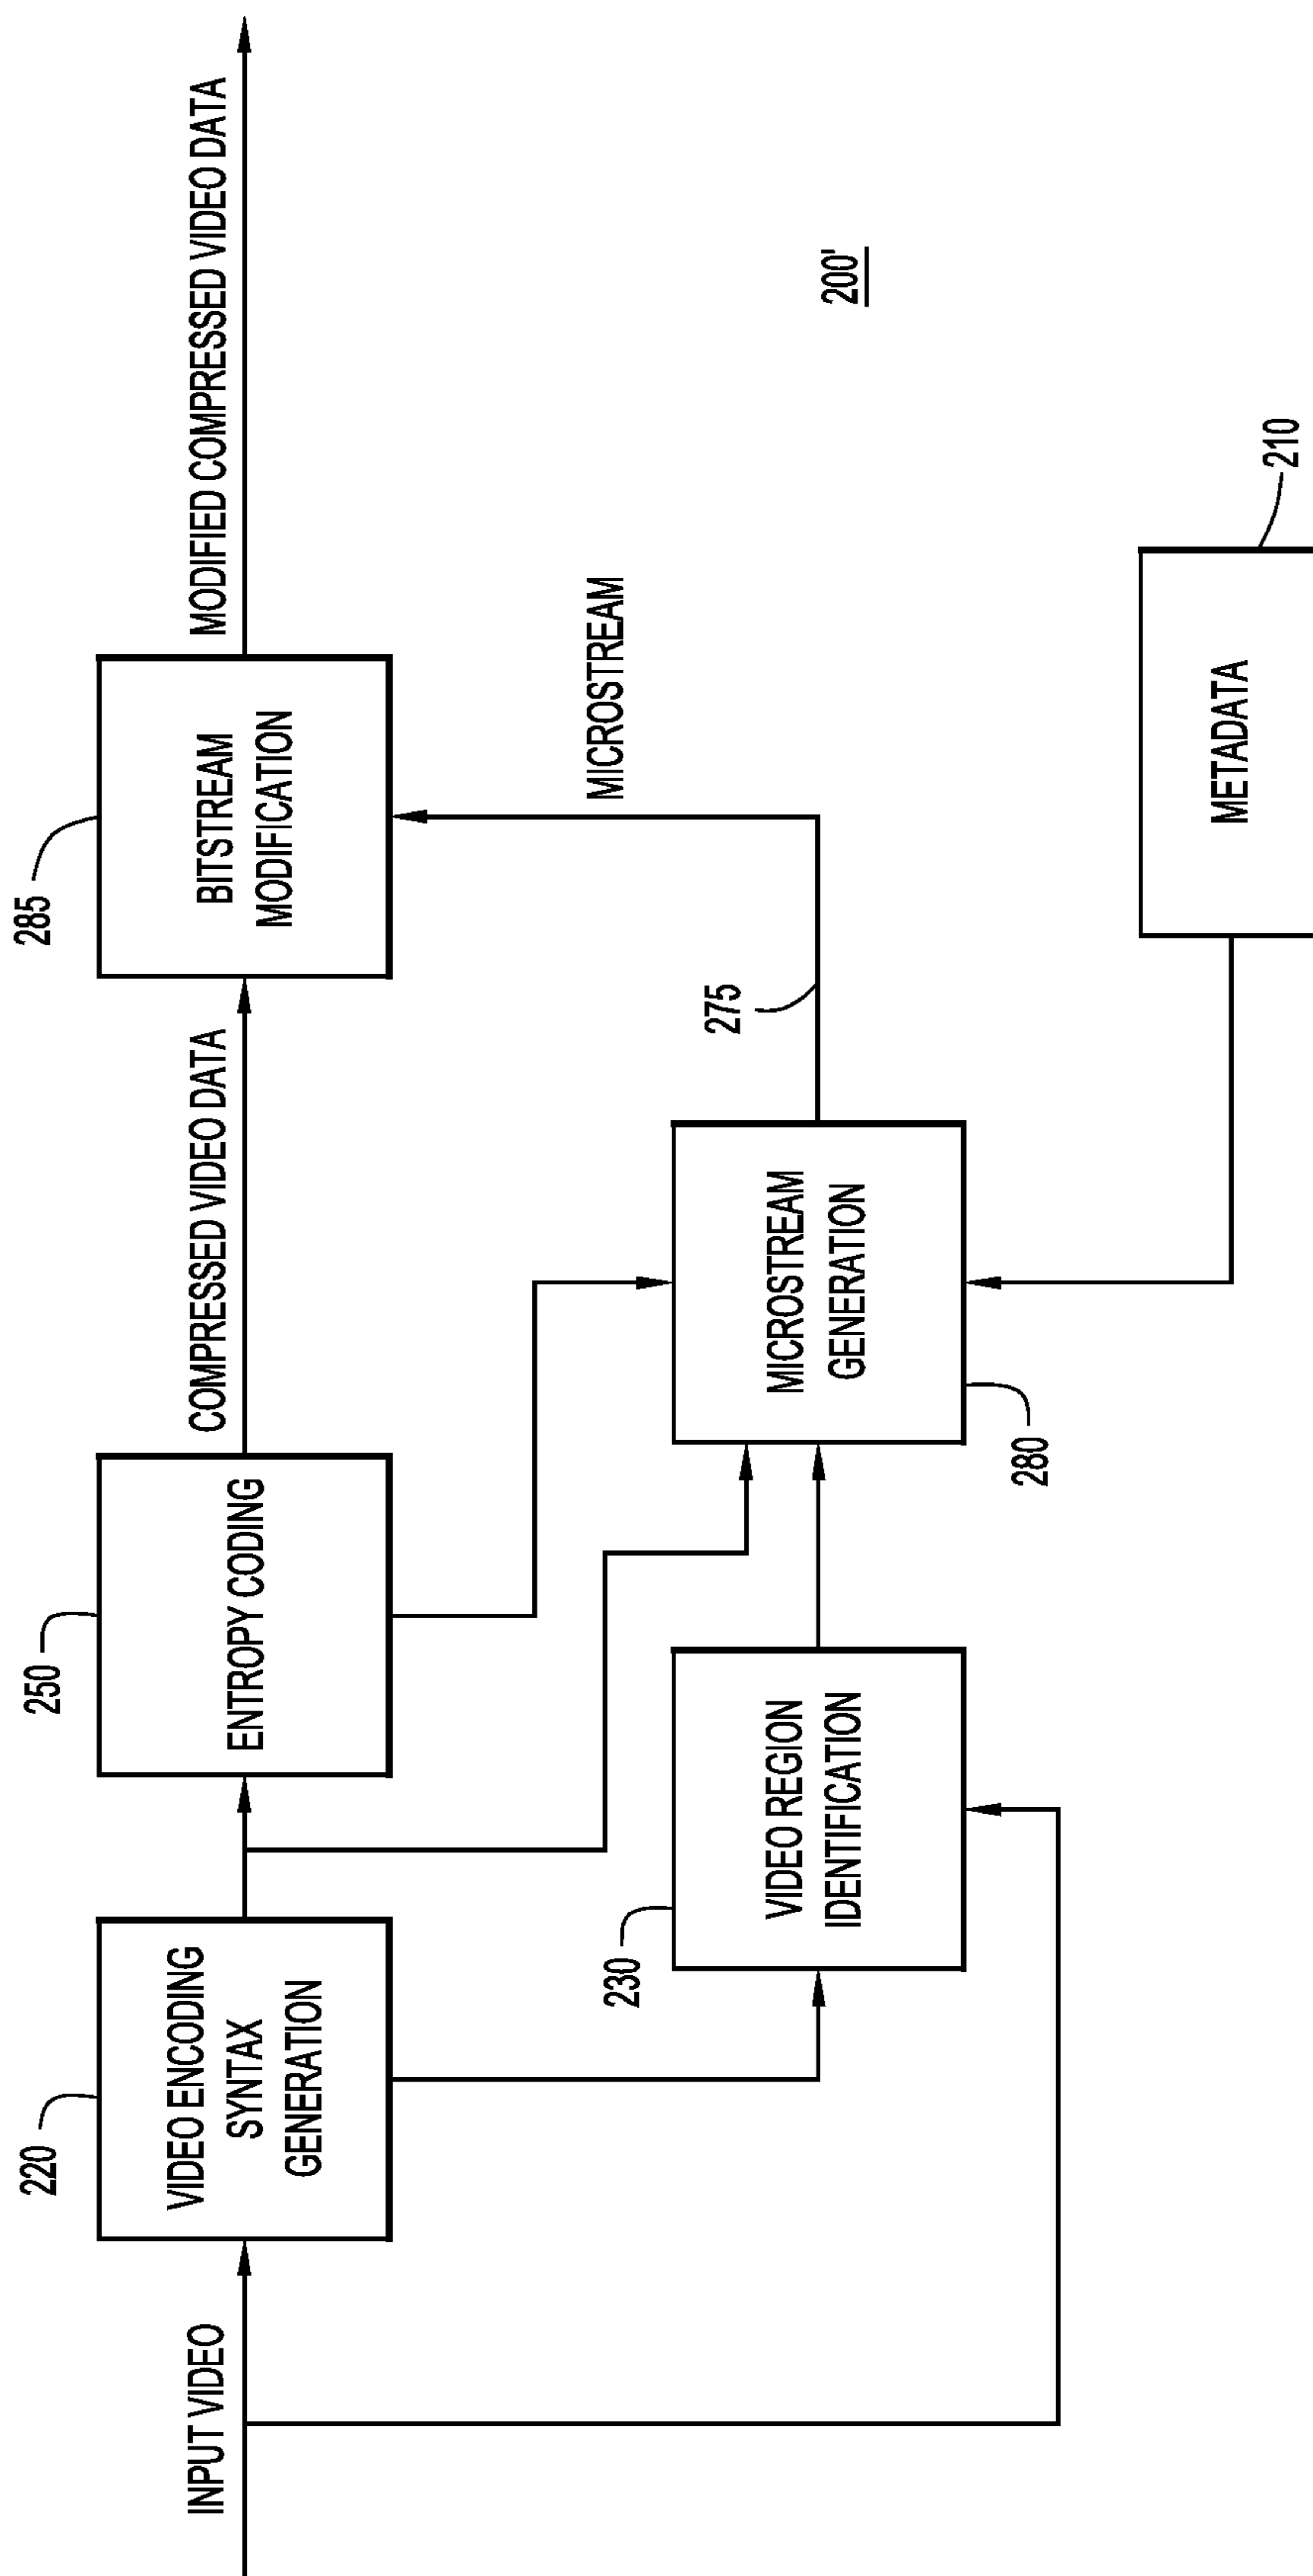 INPUT VIDEO
220
VIDEO ENCODING
SYNTAX
GENERATION
250
ENTROPY CODING
COMPRESSED VIDEO DATA
285
BITSTREAM
MODIFICATION
MODIFIED COMPRESSED VIDEO DATA
230
VIDEO REGION
IDENTIFICATION
MICROSTREAM
GENERATION
280
275
MICROSTREAM
200'
METADATA
210